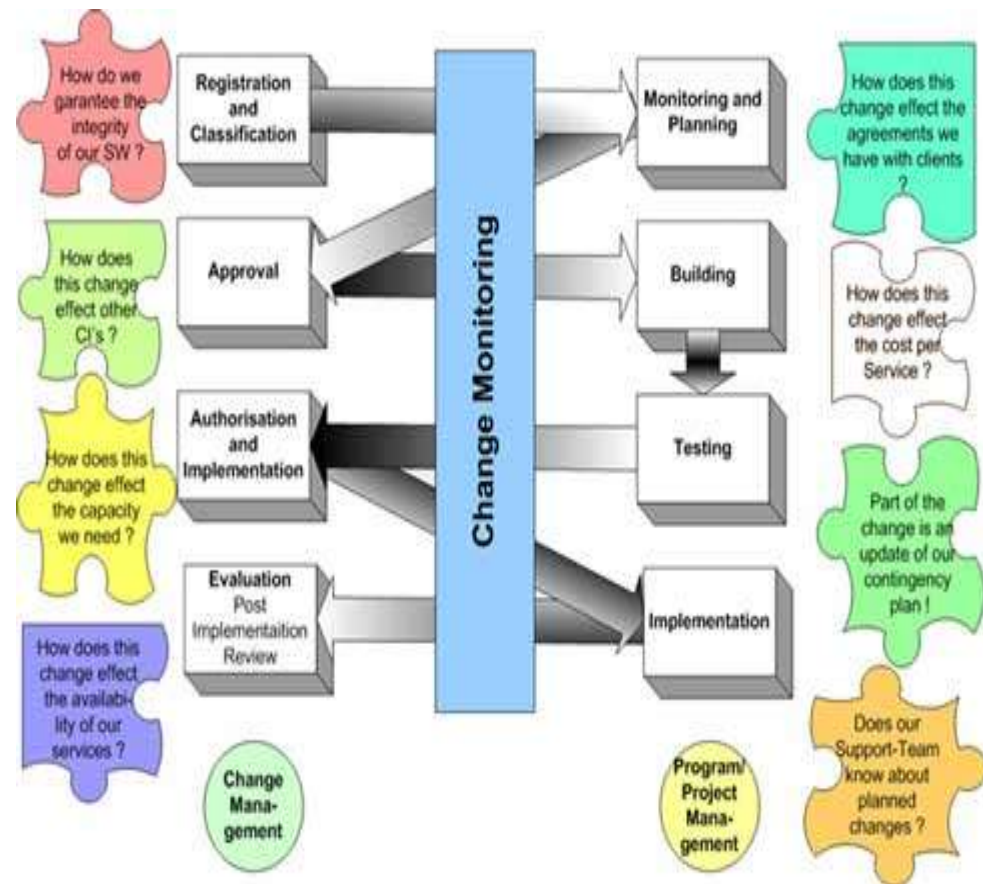 How do we
garantee the
integrity
of our SW ?
Registration
and
Classification
Monitoring and
Planning
How does this
change effect the
agreements we
have with clients
?
How does
this change
effect other
CI's ?
Approval
Change Monitoring
Building
How does this
change effect
the cost per
Service ?
How does this
change effect
the capacity
we need ?
Authorisation
and
Implementation
Testing
Part of the
change is an
update of our
contingency
plan !
How does this
change effect
the availabi-
lity of our
services ?
Evaluation
Post
Implementaition
Review
Implementation
Does our
Support-Team
know about
planned
changes ?
Change
Mana-
gement
Program/
Project
Mana-
gement